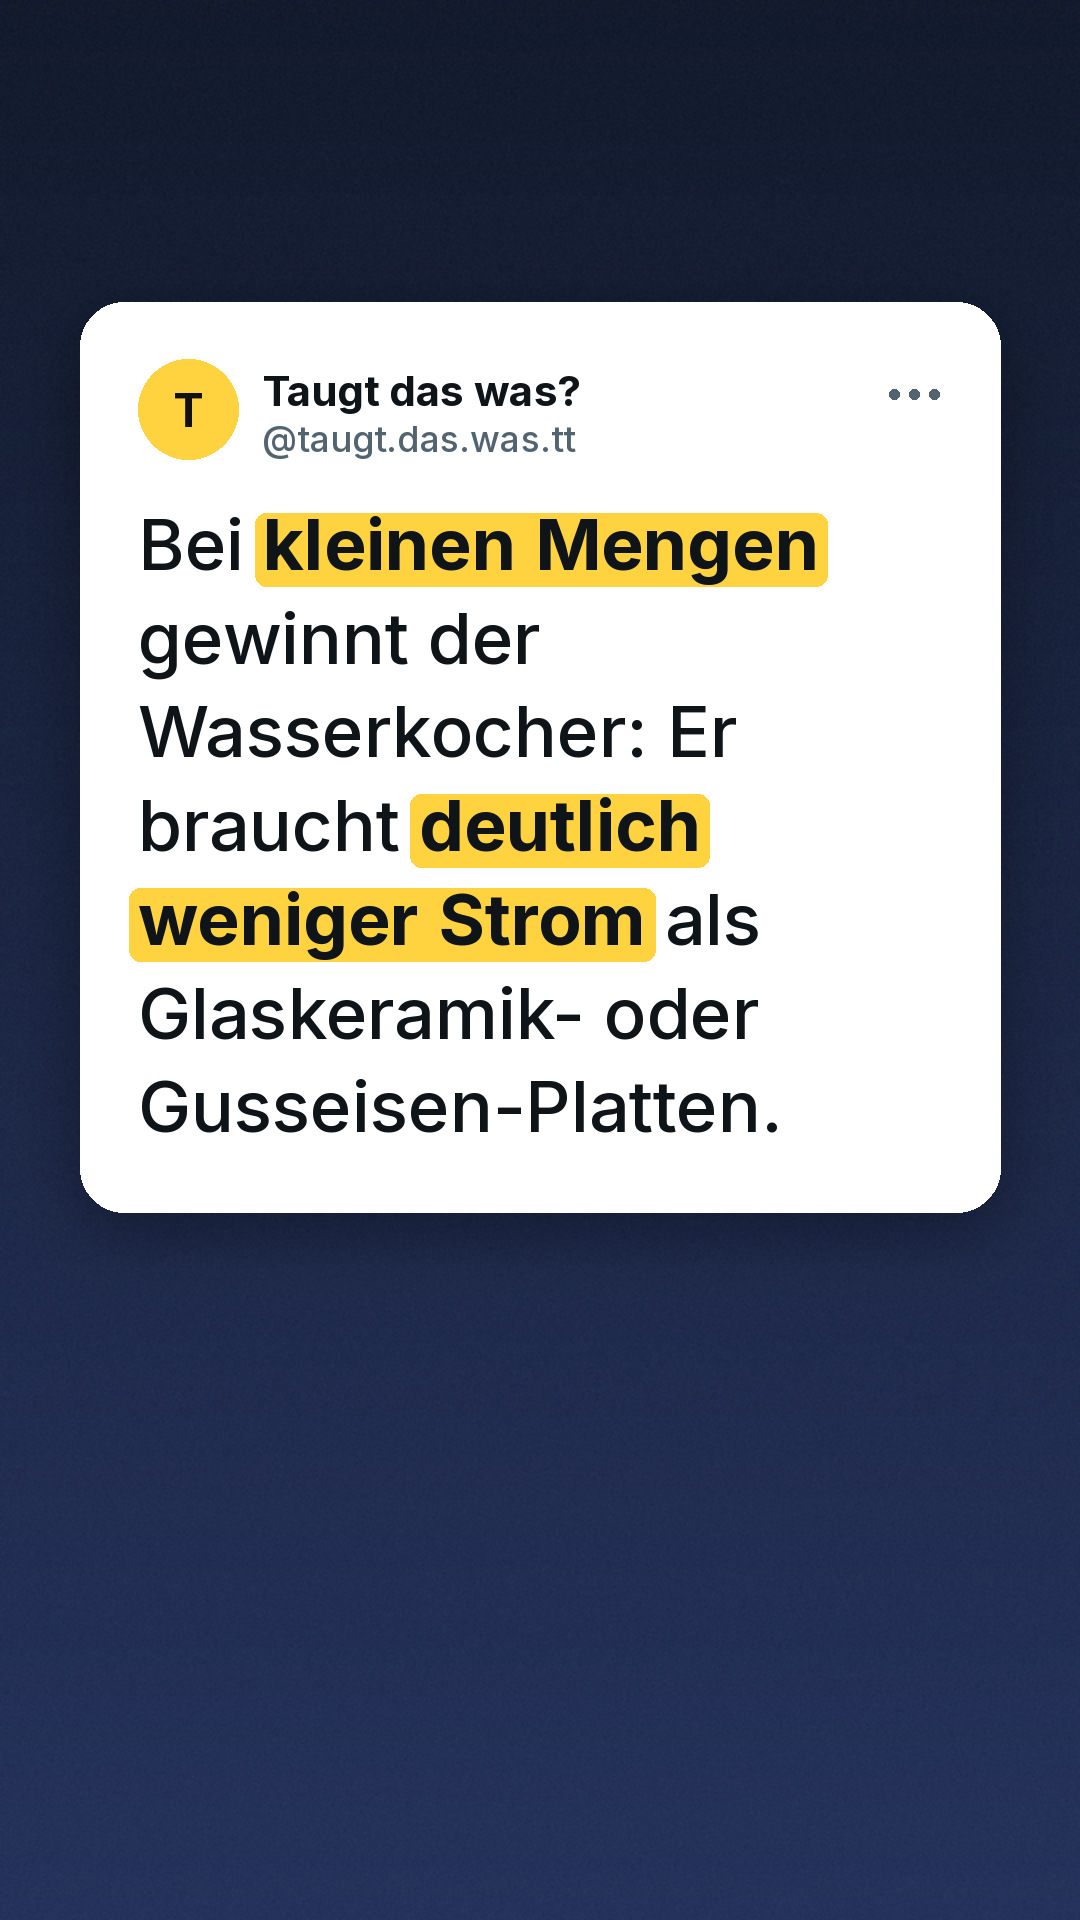 T
Taugt das was?
@taugt.das.was.tt
Bei kleinen Mengen
gewinnt der
Wasserkocher: Er
braucht deutlich
weniger Strom als
Glaskeramik- oder
Gusseisen-Platten.